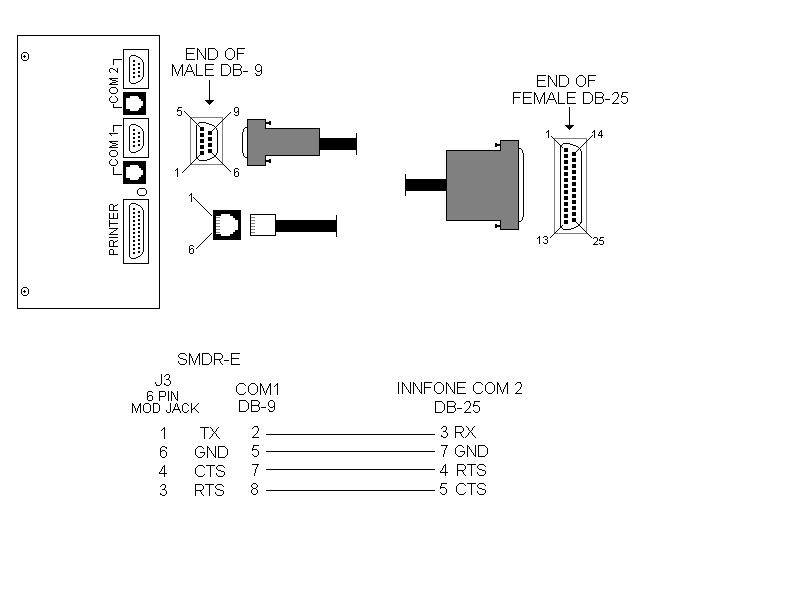 END OF
MALE DB- 9
END OF
FEMALE DB-25
COM 2
COM 1
PRINTER
5 9
1 6
1
6
1 14
13 25
SMDR-E
J3
6 PIN
MOD JACK
COM1
DB-9
INNFONE COM 2
DB-25
1 TX 2 3 RX
6 GND 5 7 GND
4 CTS 7 4 RTS
3 RTS 8 5 CTS